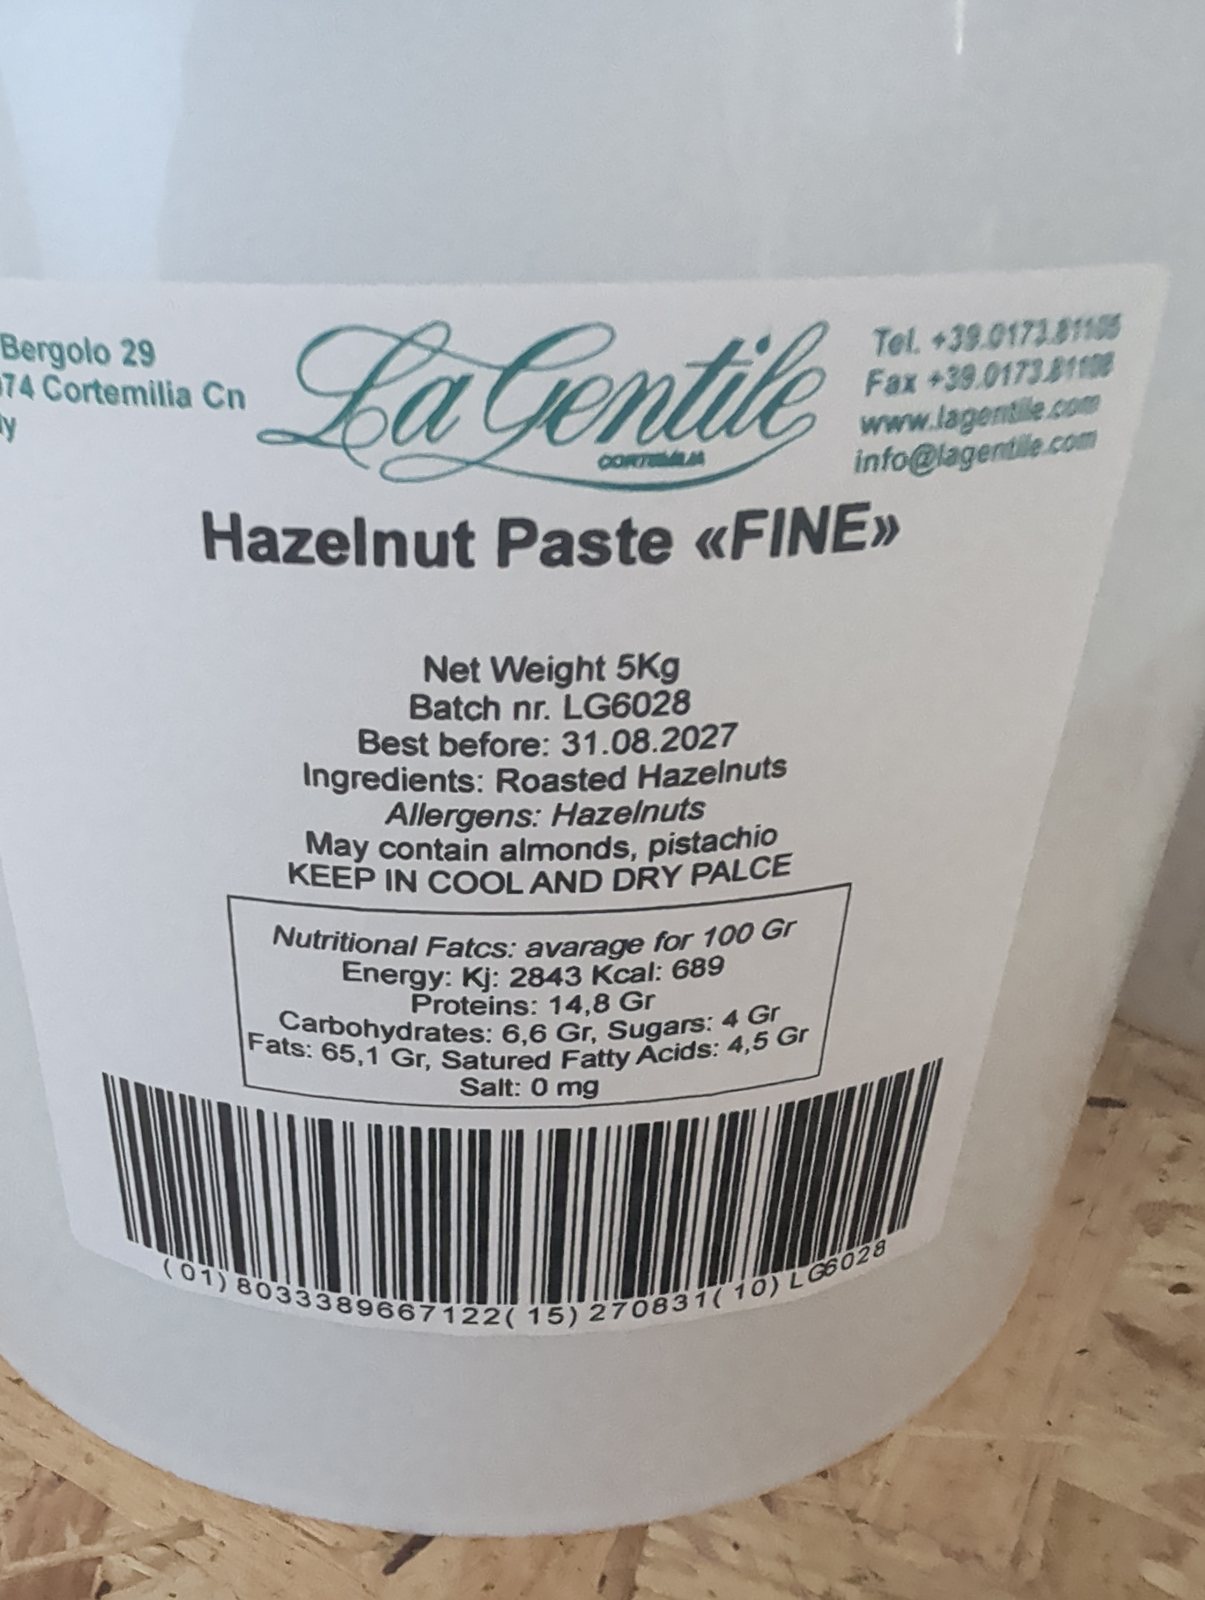 Bergolo 29
74 Cortemilia Cn
ly
La Gentile
CORTEMILIA
Tel. +39.0173.81105
Fax +39.0173.81108
www.lagentile.com
info@lagentile.com
Hazelnut Paste «FINE»
Net Weight 5Kg
Batch nr. LG6028
Best before: 31.08.2027
Ingredients: Roasted Hazelnuts
Allergens: Hazelnuts
May contain almonds, pistachio
KEEP IN COOL AND DRY PALCE
Nutritional Fatcs: avarage for 100 Gr
Energy: Kj: 2843 Kcal: 689
Proteins: 14,8 Gr
Carbohydrates: 6,6 Gr, Sugars: 4 Gr
Fats: 65,1 Gr, Satured Fatty Acids: 4,5 Gr
Salt: 0 mg
(01)8033389667122(15)270831(10)LG6028